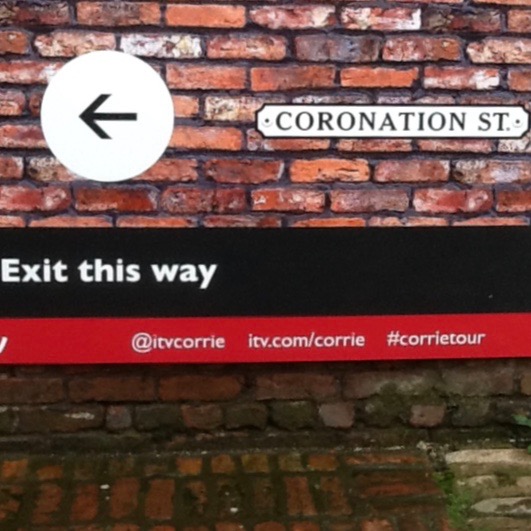 CORONATION ST.
Exit this way
@itvcorrie itv.com/corrie #corrietour